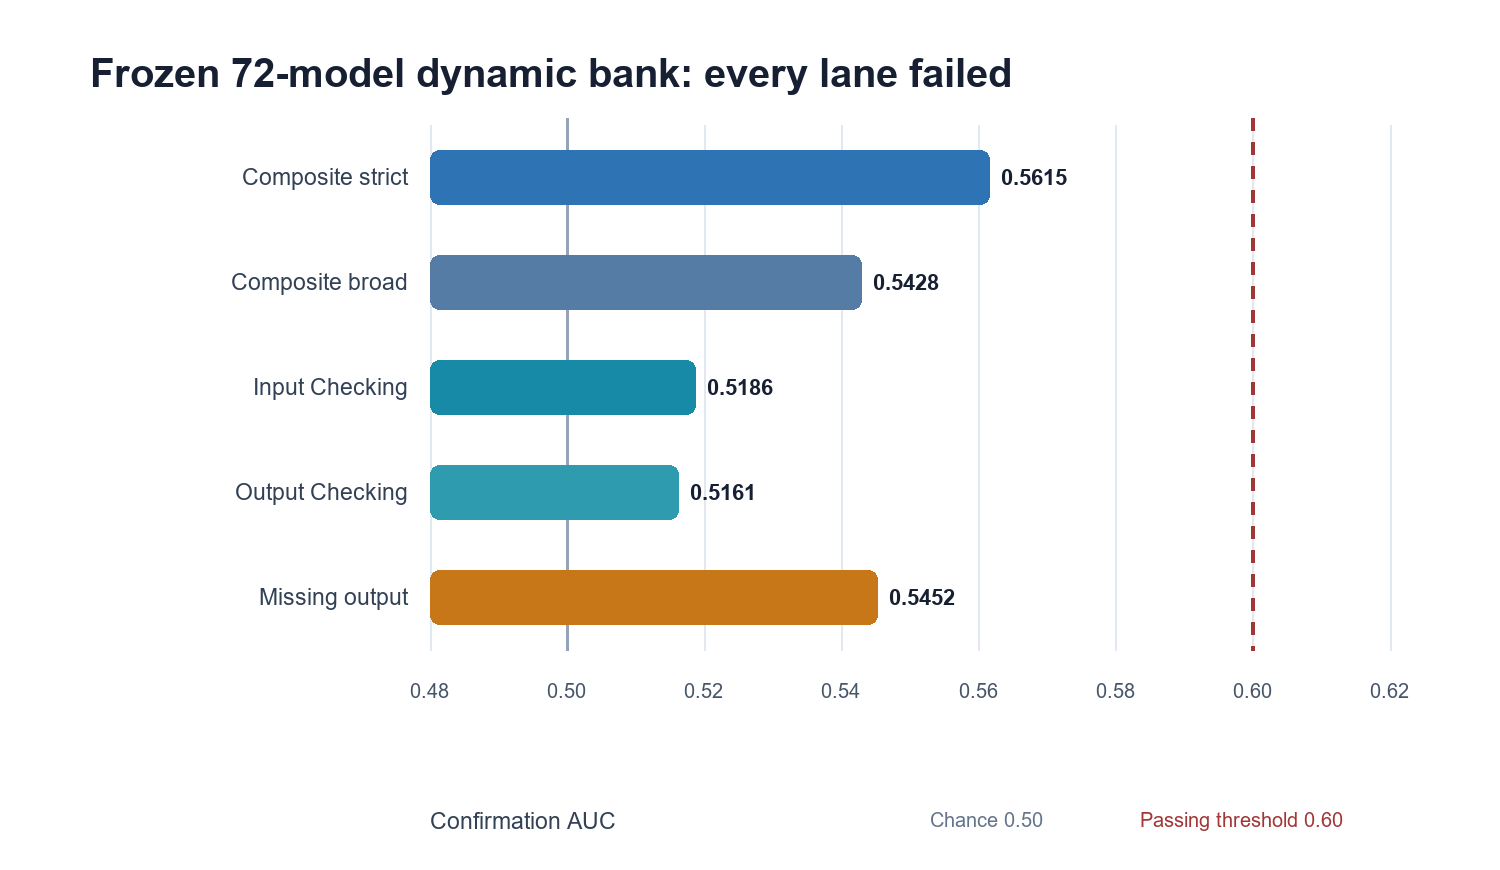 Frozen 72-model dynamic bank: every lane failed
Composite strict
0.5615
Composite broad
0.5428
Input Checking
0.5186
Output Checking
0.5161
Missing output
0.5452
0.48 0.50 0.52 0.54 0.56 0.58 0.60 0.62
Confirmation AUC
Chance 0.50
Passing threshold 0.60